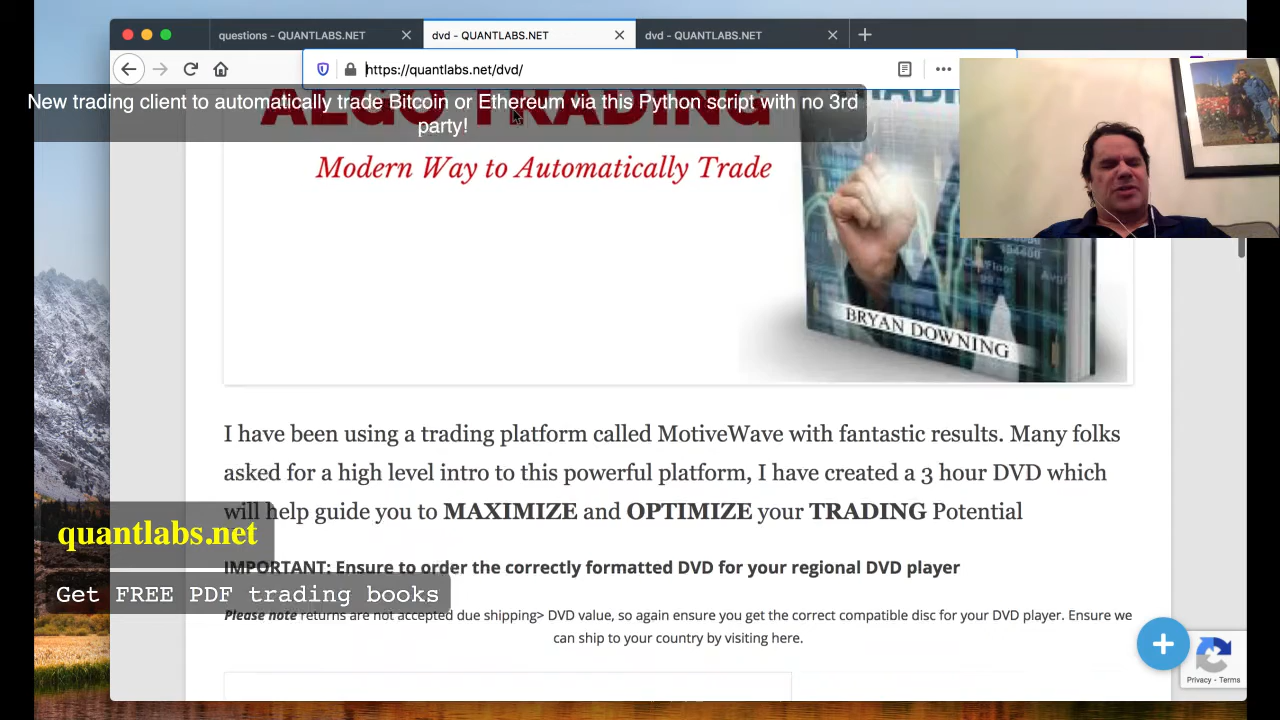 questions - QUANTLABS.NET
dvd - QUANTLABS.NET
dvd - QUANTLABS.NET
https://quantlabs.net/dvd/
New trading client to automatically trade Bitcoin or Ethereum via this Python script with no 3rd
party!
ALGO TRADING
Modern Way to Automatically Trade
BRYAN DOWNING
I have been using a trading platform called MotiveWave with fantastic results. Many folks
asked for a high level intro to this powerful platform, I have created a 3 hour DVD which
will help guide you to MAXIMIZE and OPTIMIZE your TRADING Potential
quantlabs.net
IMPORTANT: Ensure to order the correctly formatted DVD for your regional DVD player
Get FREE PDF trading books
Please note returns are not accepted due shipping> DVD value, so again ensure you get the correct compatible disc for your DVD player. Ensure we
can ship to your country by visiting here.
Privacy - Terms